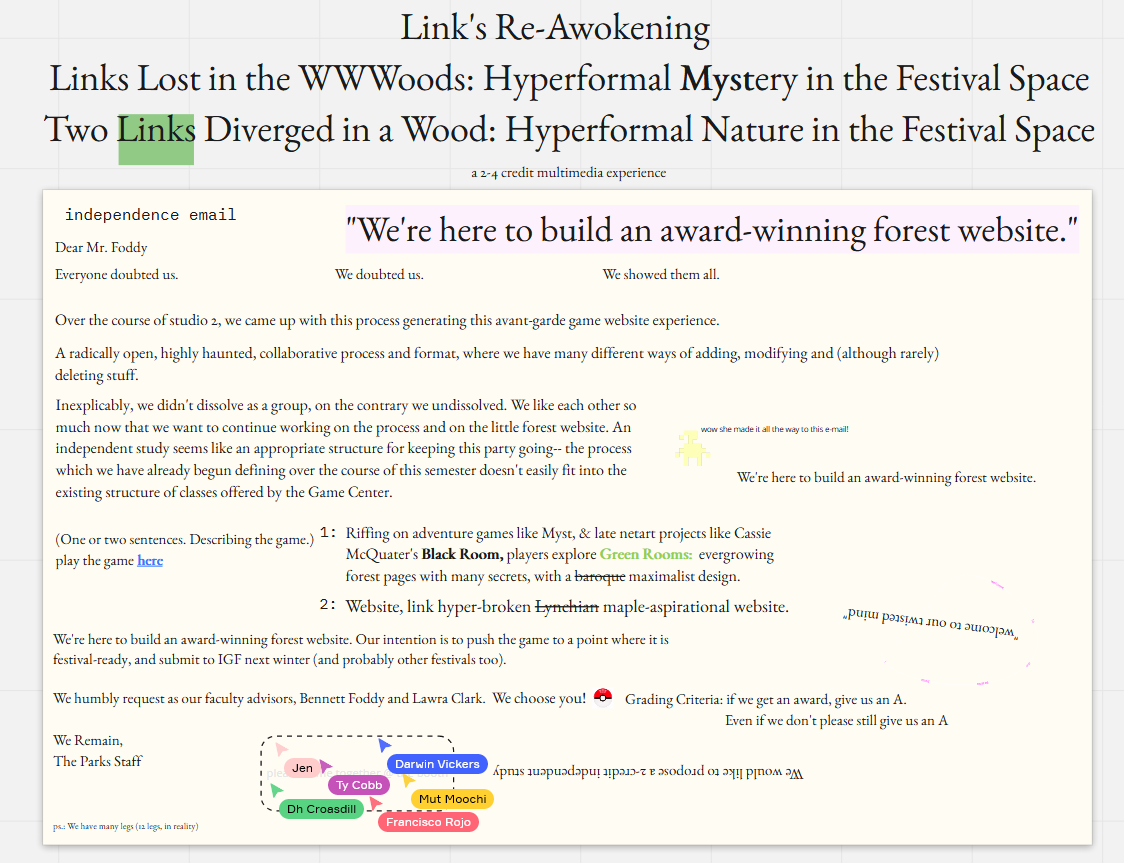 Link's Re-Awokening
Links Lost in the WWWoods: Hyperformal Mystery in the Festival Space
Two Links Diverged in a Wood: Hyperformal Nature in the Festival Space
a 2-4 credit multimedia experience
independence email
"We're here to build an award-winning forest website."
Dear Mr. Foddy
Everyone doubted us.
We doubted us.
We showed them all.
Over the course of studio 2, we came up with this process generating this avant-garde game website experience.
A radically open, highly haunted, collaborative process and format, where we have many different ways of adding, modifying and (although rarely)
deleting stuff.
Inexplicably, we didn't dissolve as a group, on the contrary we undissolved. We like each other so
much now that we want to continue working on the process and on the little forest website. An
independent study seems like an appropriate structure for keeping this party going-- the process
which we have already begun defining over the course of this semester doesn't easily fit into the
existing structure of classes offered by the Game Center.
wow she made it all the way to this e-mail!
We're here to build an award-winning forest website.
(One or two sentences. Describing the game.)
play the game here
1: Riffing on adventure games like Myst, & late netart projects like Cassie
McQuater's Black Room, players explore Green Rooms: evergrowing
forest pages with many secrets, with a baroque maximalist design.
2: Website, link hyper-broken Lynchian maple-aspirational website.
"welcome to our twisted mind"
We're here to build an award-winning forest website. Our intention is to push the game to a point where it is
festival-ready, and submit to IGF next winter (and probably other festivals too).
We humbly request as our faculty advisors, Bennett Foddy and Lawra Clark. We choose you!
Grading Criteria: if we get an award, give us an A.
Even if we don't please still give us an A
We Remain,
The Parks Staff
Jen
Darwin Vickers
Ty Cobb
Mut Moochi
Dh Croasdill
Francisco Rojo
We would like to propose a 2-credit independent study
ps.: We have many legs (12 legs, in reality)